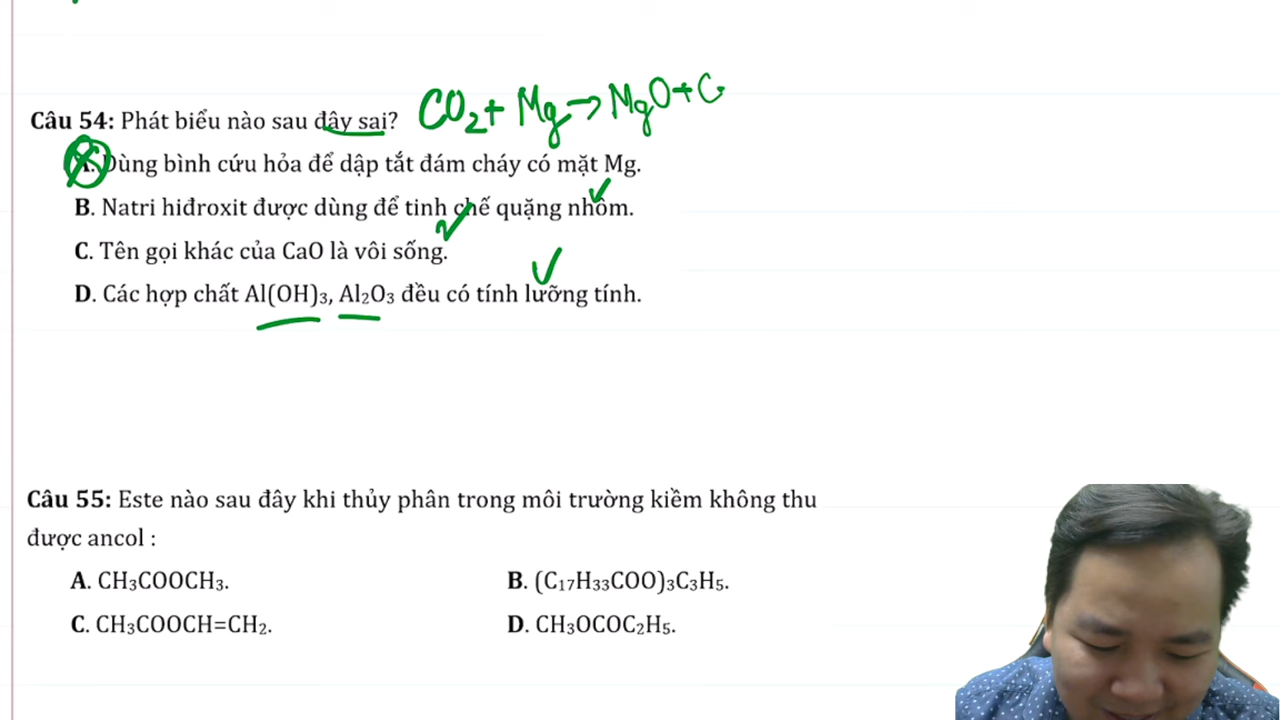 Câu 54: Phát biểu nào sau đây sai? CO₂ + Mg → MgO + C
A. Dùng bình cứu hỏa để dập tắt đám cháy có mặt Mg.
B. Natri hiđroxit được dùng để tinh chế quặng nhôm.
C. Tên gọi khác của CaO là vôi sống.
D. Các hợp chất Al(OH)₃, Al₂O₃ đều có tính lưỡng tính.
Câu 55: Este nào sau đây khi thủy phân trong môi trường kiềm không thu
được ancol :
A. CH₃COOCH₃. B. (C₁₇H₃₃COO)₃C₃H₅.
C. CH₃COOCH=CH₂. D. CH₃OCOC₂H₅.